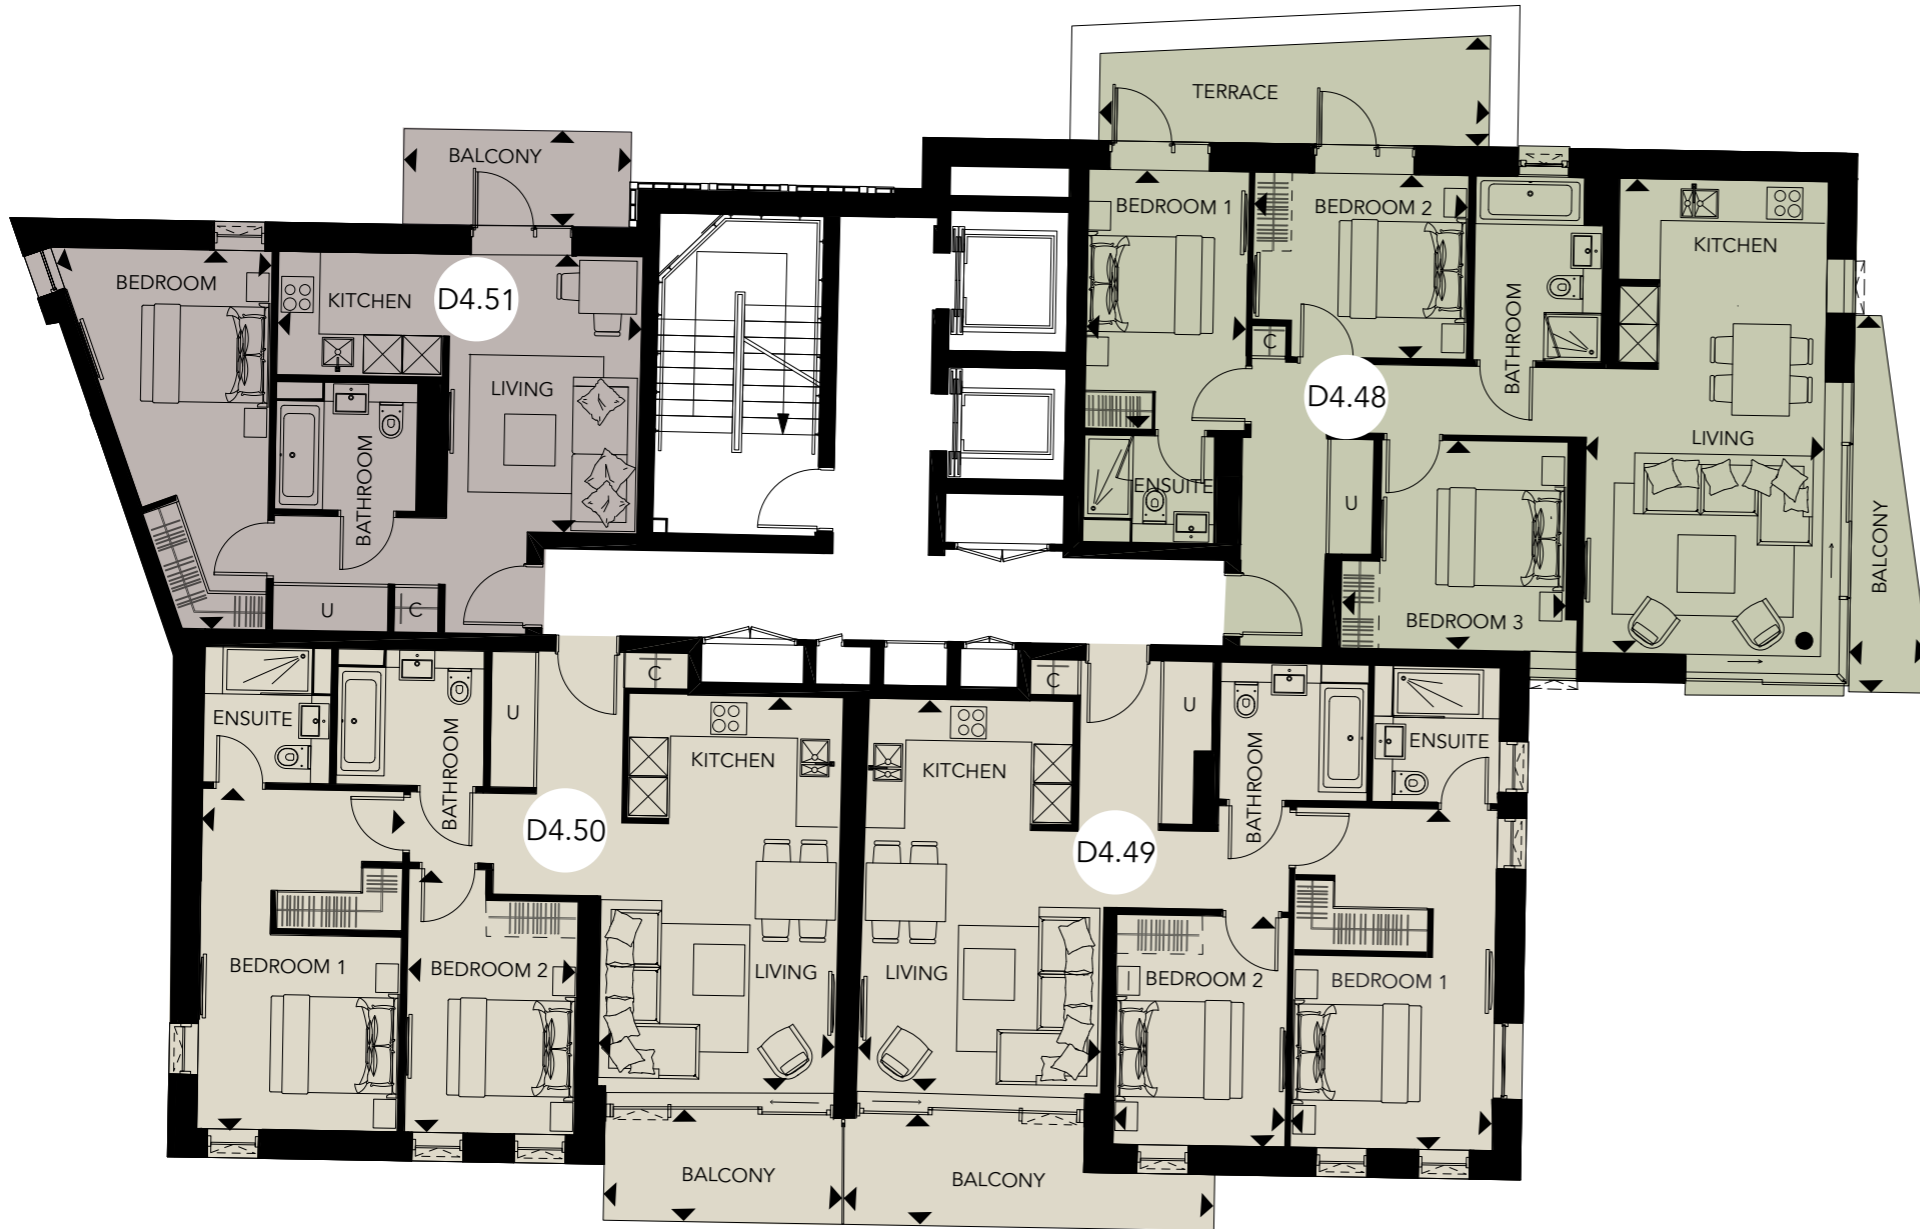 BALCONY
BEDROOM
KITCHEN
D4.51
LIVING
BATHROOM
U
C
TERRACE
BEDROOM 1
BEDROOM 2
KITCHEN
C
BATHROOM
D4.48
LIVING
ENSUITE
U
BALCONY
BEDROOM 3
ENSUITE
BATHROOM
U
C
KITCHEN
D4.50
BEDROOM 1
BEDROOM 2
LIVING
BALCONY
C
U
KITCHEN
BATHROOM
ENSUITE
D4.49
LIVING
BEDROOM 2
BEDROOM 1
BALCONY